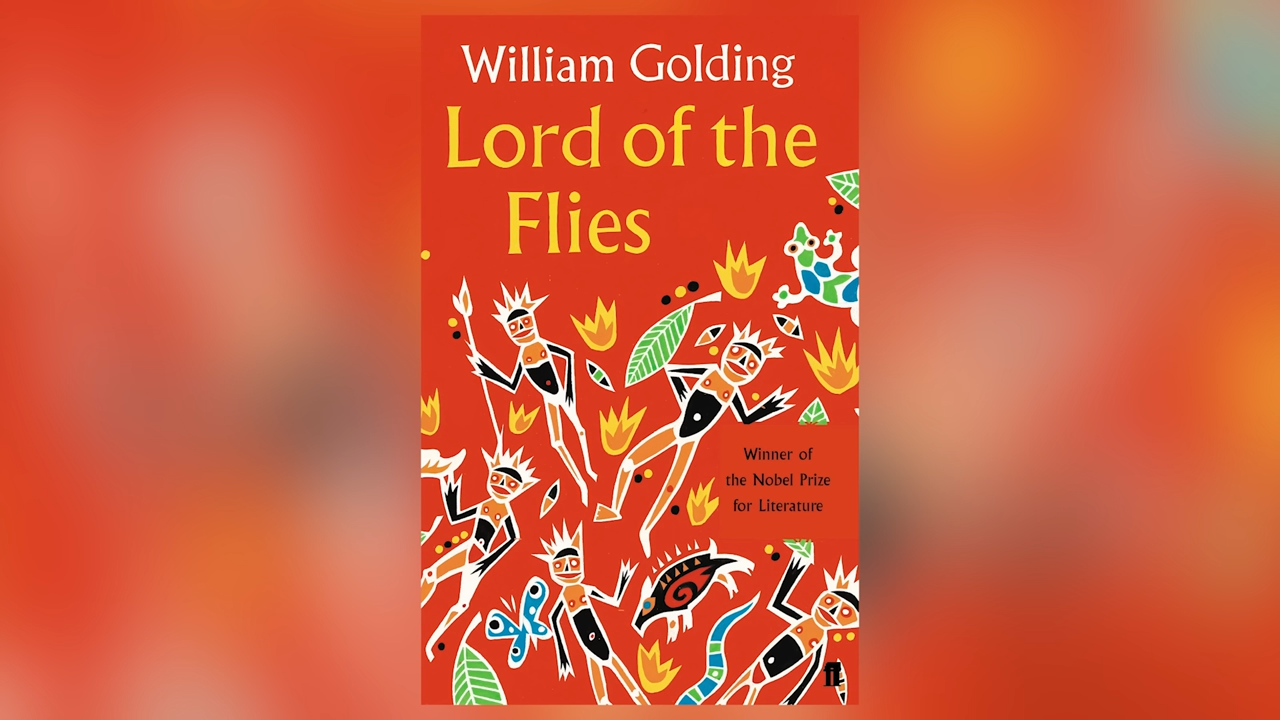 William Golding
Lord of the
Flies
Winner of
the Nobel Prize
for Literature
ff